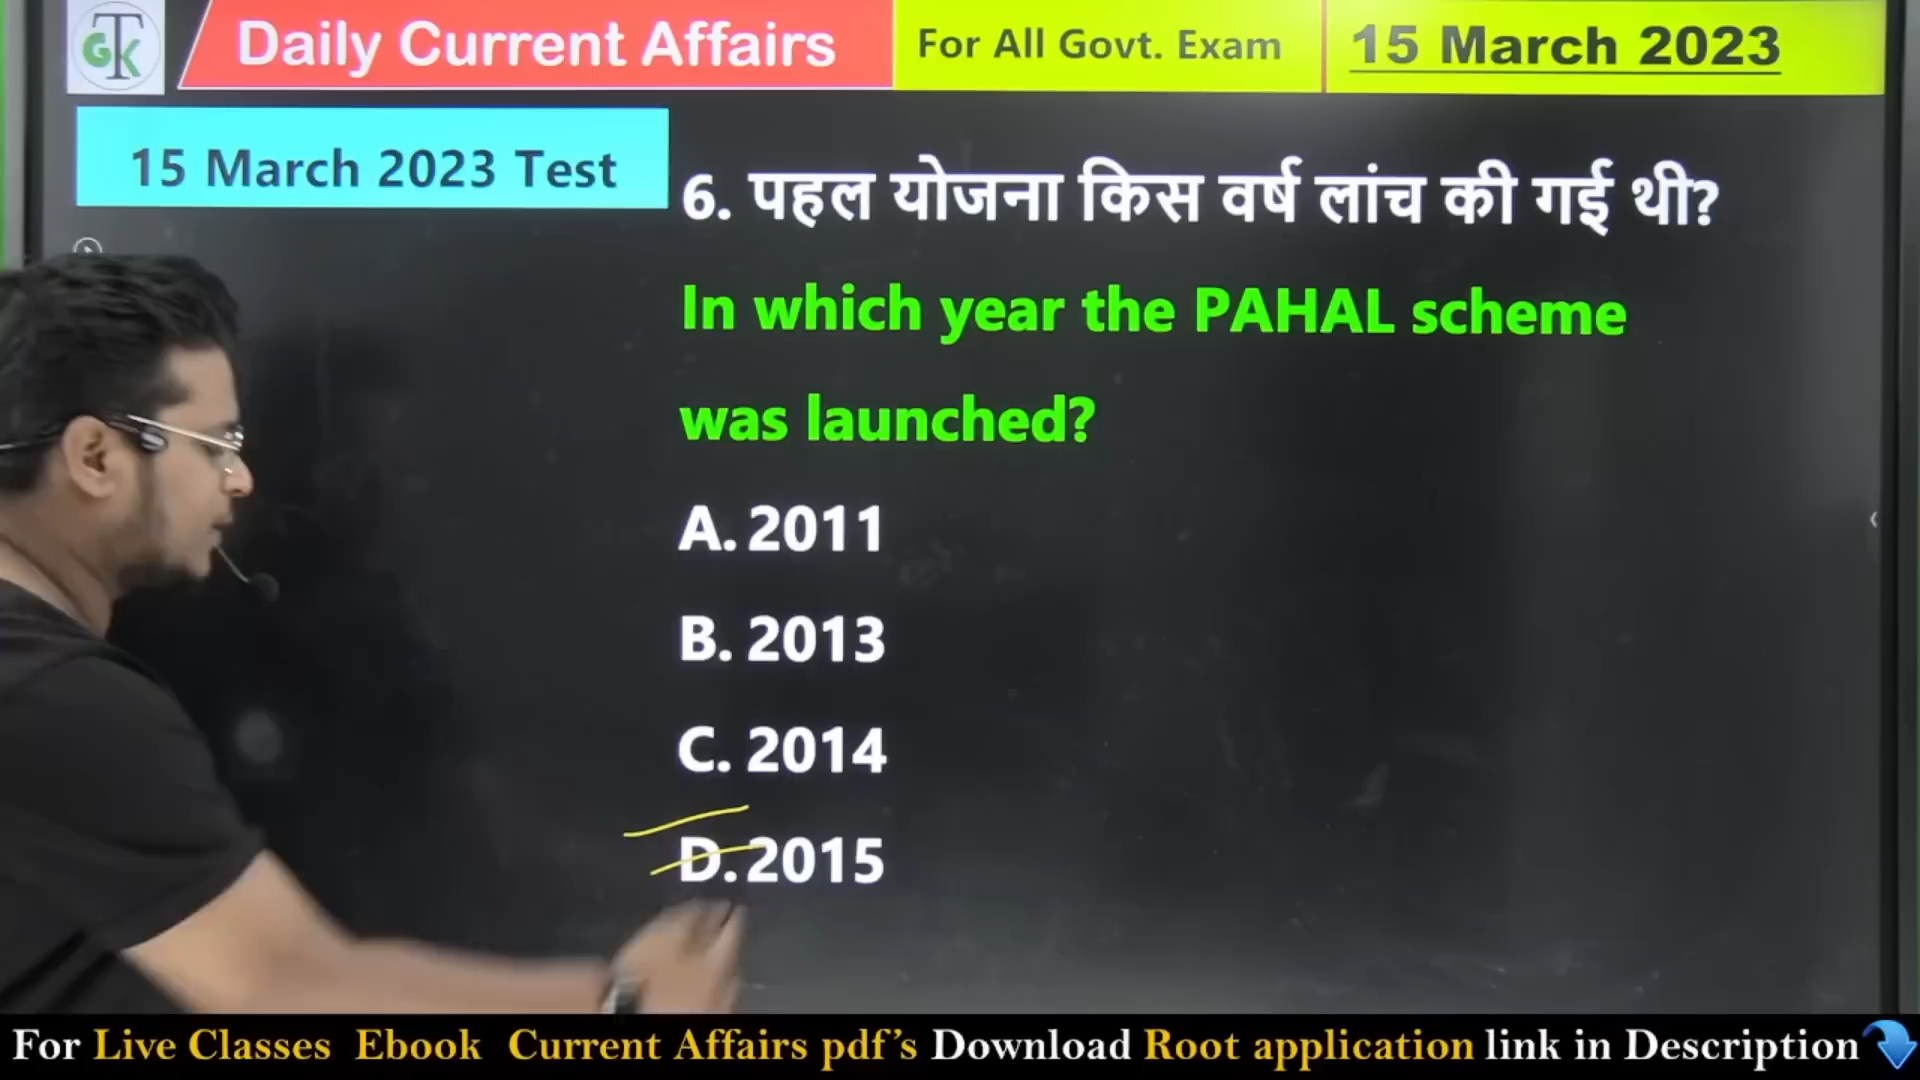 GTK
Daily Current Affairs
For All Govt. Exam
15 March 2023
15 March 2023 Test
6. पहल योजना किस वर्ष लांच की गई थी?
In which year the PAHAL scheme
was launched?
A. 2011
B. 2013
C. 2014
D. 2015
For Live Classes Ebook Current Affairs pdf's Download Root application link in Description